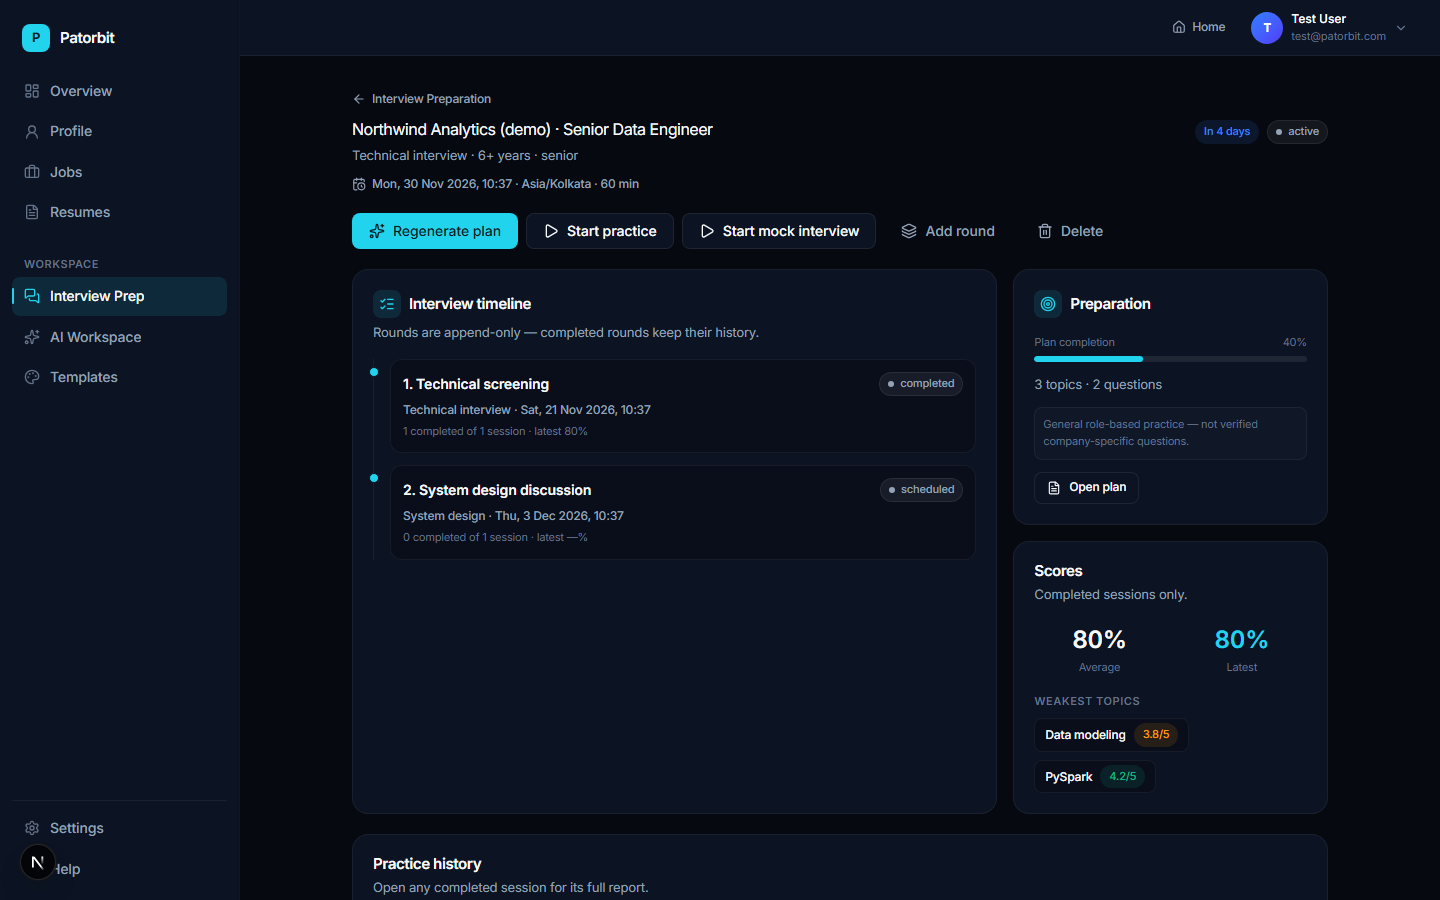 P Patorbit
Home
T
Test User
test@patorbit.com
Overview
Profile
Jobs
Resumes
WORKSPACE
Interview Prep
AI Workspace
Templates
Settings
N
Help
Interview Preparation
Northwind Analytics (demo) · Senior Data Engineer
In 4 days
active
Technical interview · 6+ years · senior
Mon, 30 Nov 2026, 10:37 · Asia/Kolkata · 60 min
Regenerate plan
Start practice
Start mock interview
Add round
Delete
Interview timeline
Rounds are append-only — completed rounds keep their history.
1. Technical screening
completed
Technical interview · Sat, 21 Nov 2026, 10:37
1 completed of 1 session · latest 80%
2. System design discussion
scheduled
System design · Thu, 3 Dec 2026, 10:37
0 completed of 1 session · latest —%
Preparation
Plan completion 40%
3 topics · 2 questions
General role-based practice — not verified
company-specific questions.
Open plan
Scores
Completed sessions only.
80% 80%
Average Latest
WEAKEST TOPICS
Data modeling 3.8/5
PySpark 4.2/5
Practice history
Open any completed session for its full report.